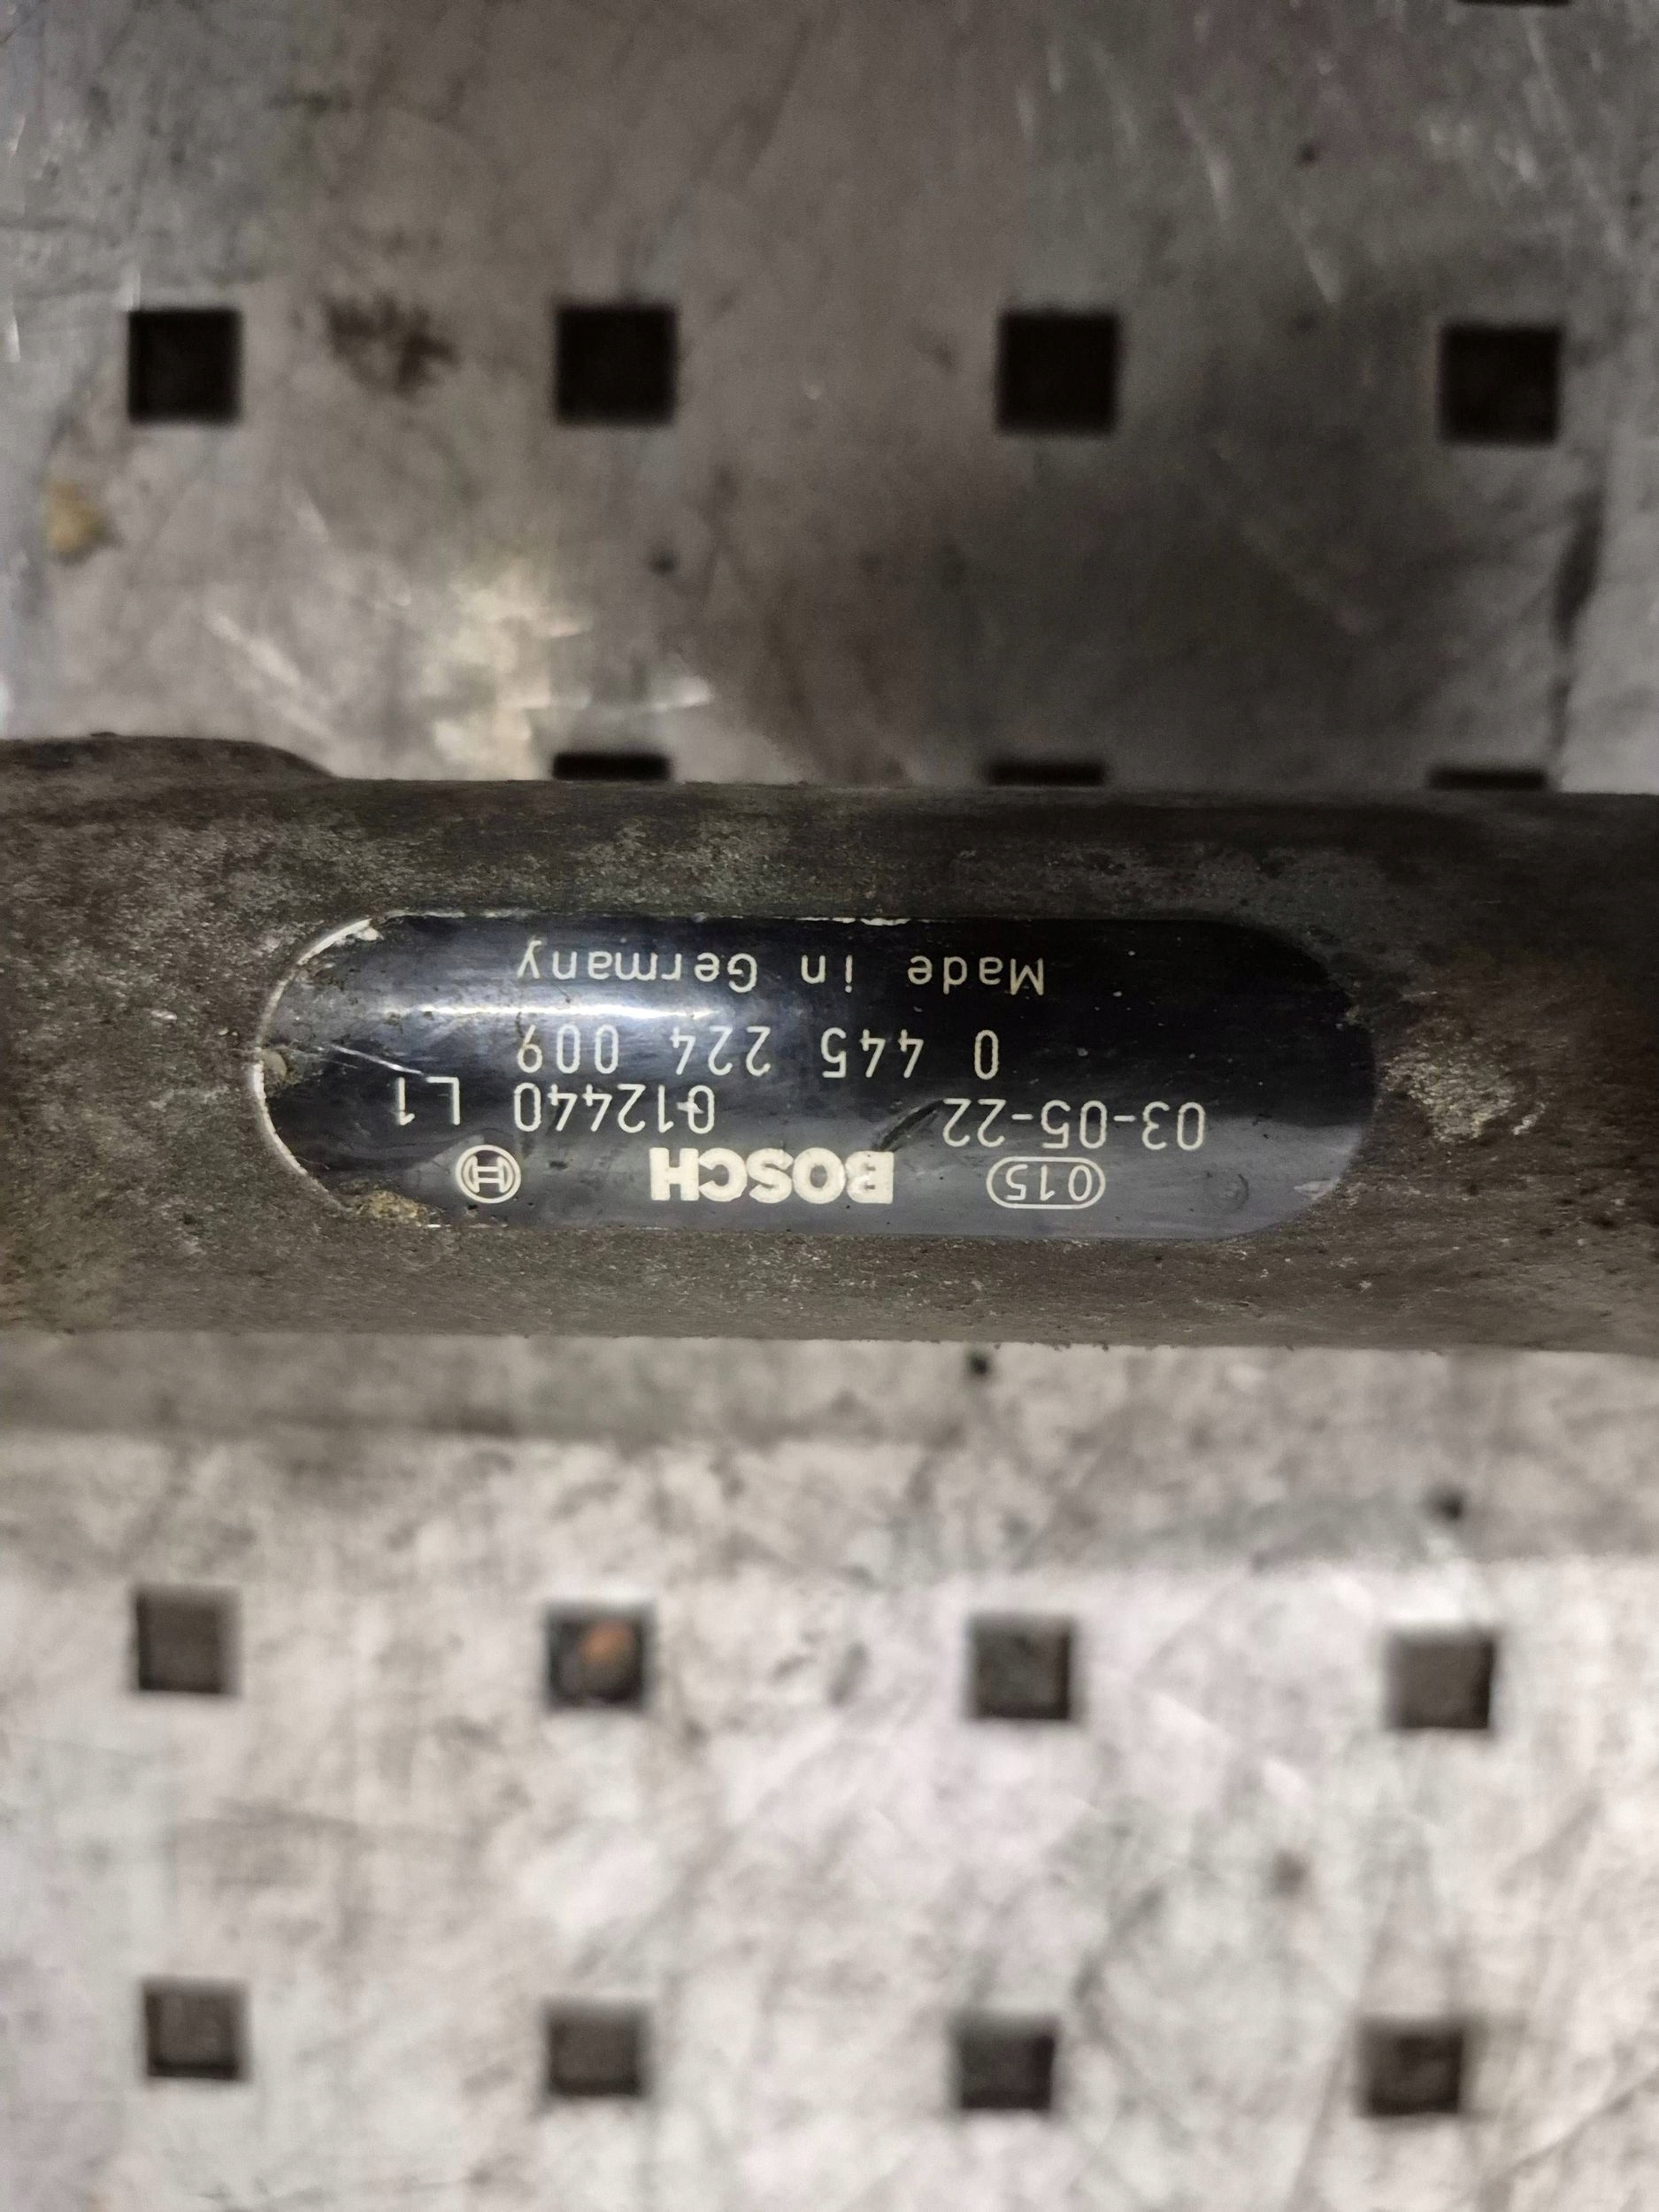 015 BOSCH
03-05-22 012440 L1
0 445 224 009
Made in Germany